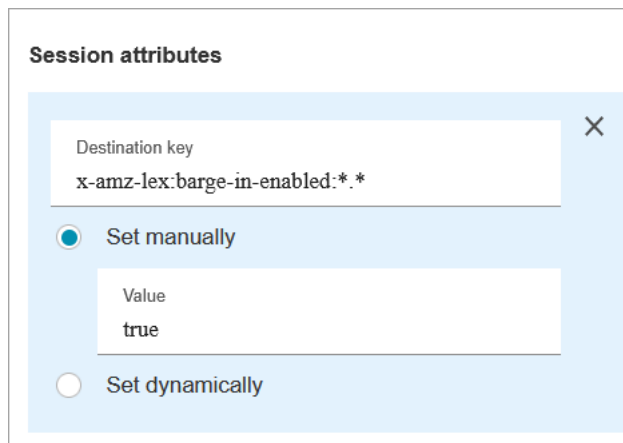 Session attributes
Destination key
x-amz-lex:barge-in-enabled:*.*
Set manually
Value
true
Set dynamically